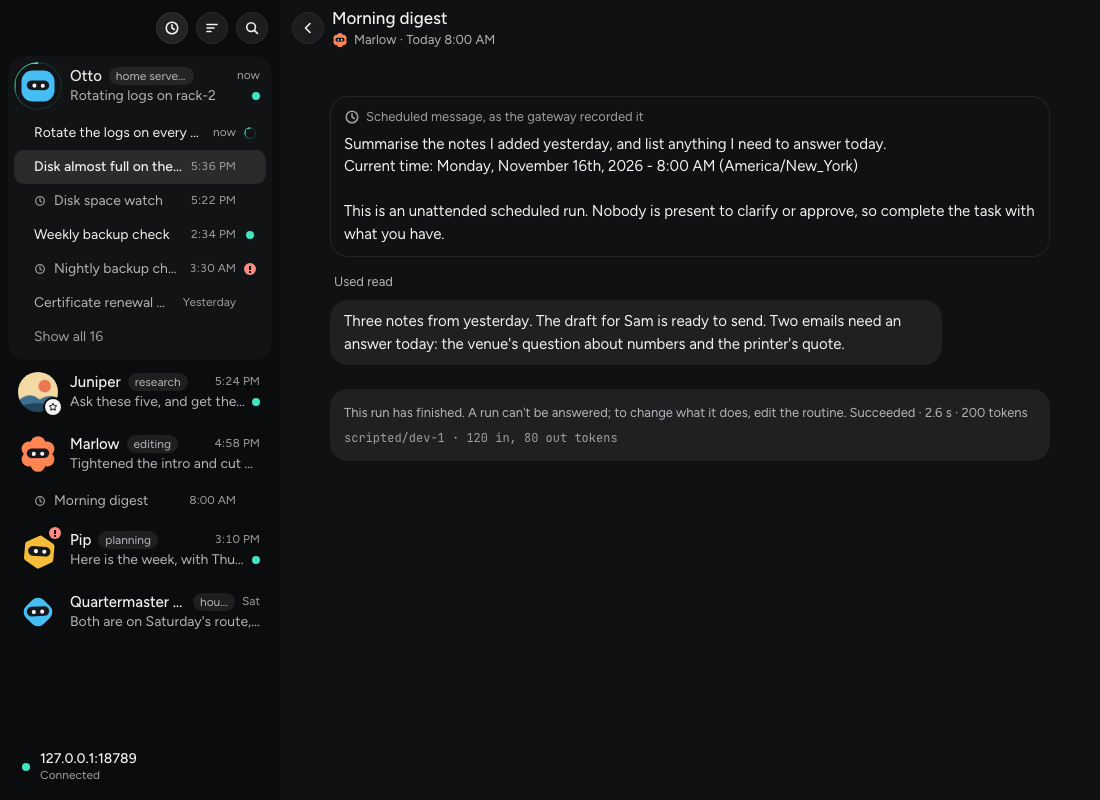 Otto home serve... now
Rotating logs on rack-2
Rotate the logs on every ... now
Disk almost full on the... 5:36 PM
Disk space watch 5:22 PM
Weekly backup check 2:34 PM
Nightly backup ch... 3:30 AM
Certificate renewal ... Yesterday
Show all 16
Juniper research 5:24 PM
Ask these five, and get the...
Marlow editing 4:58 PM
Tightened the intro and cut ...
Morning digest 8:00 AM
Pip planning 3:10 PM
Here is the week, with Thu...
Quartermaster ... hou... Sat
Both are on Saturday's route,...
127.0.0.1:18789
Connected
Morning digest
Marlow · Today 8:00 AM
Scheduled message, as the gateway recorded it
Summarise the notes I added yesterday, and list anything I need to answer today.
Current time: Monday, November 16th, 2026 - 8:00 AM (America/New_York)
This is an unattended scheduled run. Nobody is present to clarify or approve, so complete the task with
what you have.
Used read
Three notes from yesterday. The draft for Sam is ready to send. Two emails need an
answer today: the venue's question about numbers and the printer's quote.
This run has finished. A run can't be answered; to change what it does, edit the routine. Succeeded · 2.6 s · 200 tokens
scripted/dev-1 · 120 in, 80 out tokens